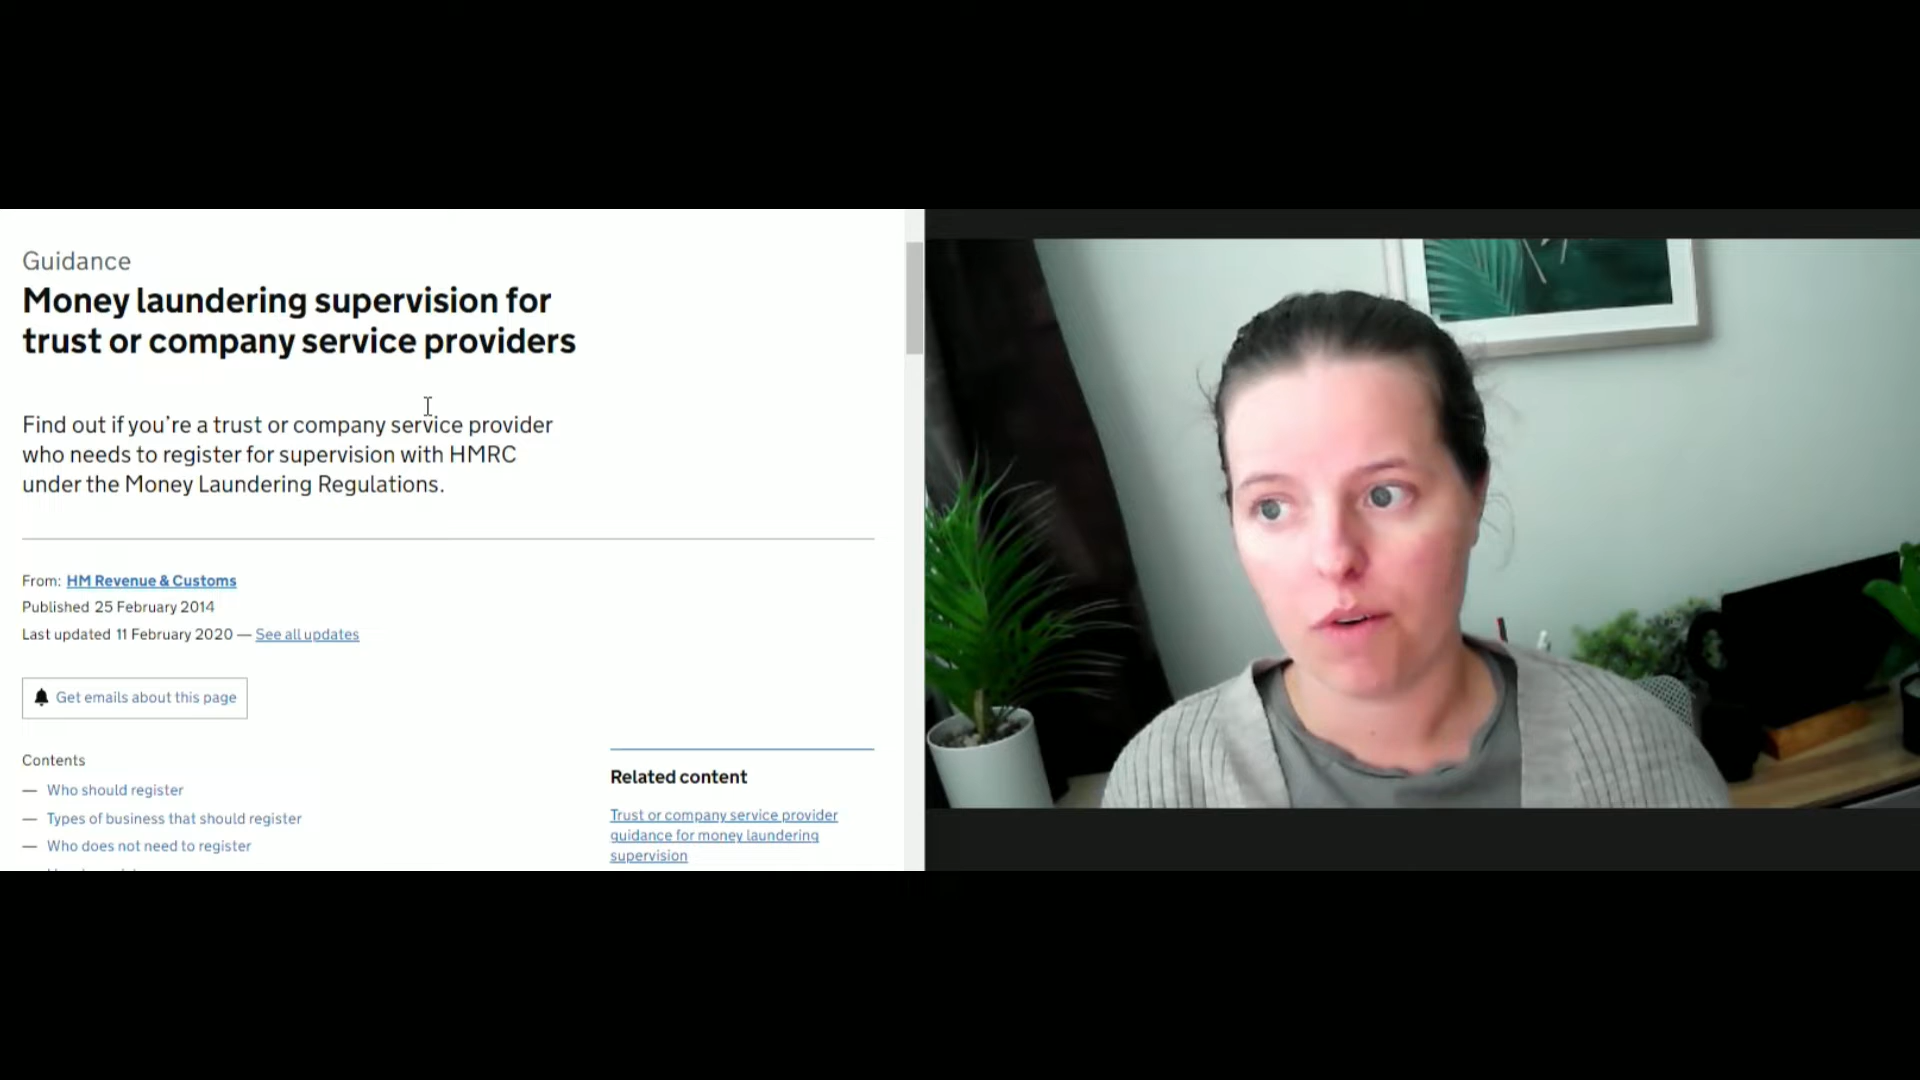 Guidance
Money laundering supervision for
trust or company service providers
Find out if you're a trust or company service provider
who needs to register for supervision with HMRC
under the Money Laundering Regulations.
From: HM Revenue & Customs
Published 25 February 2014
Last updated 11 February 2020 — See all updates
Get emails about this page
Contents
— Who should register
— Types of business that should register
— Who does not need to register
Related content
Trust or company service provider
guidance for money laundering
supervision